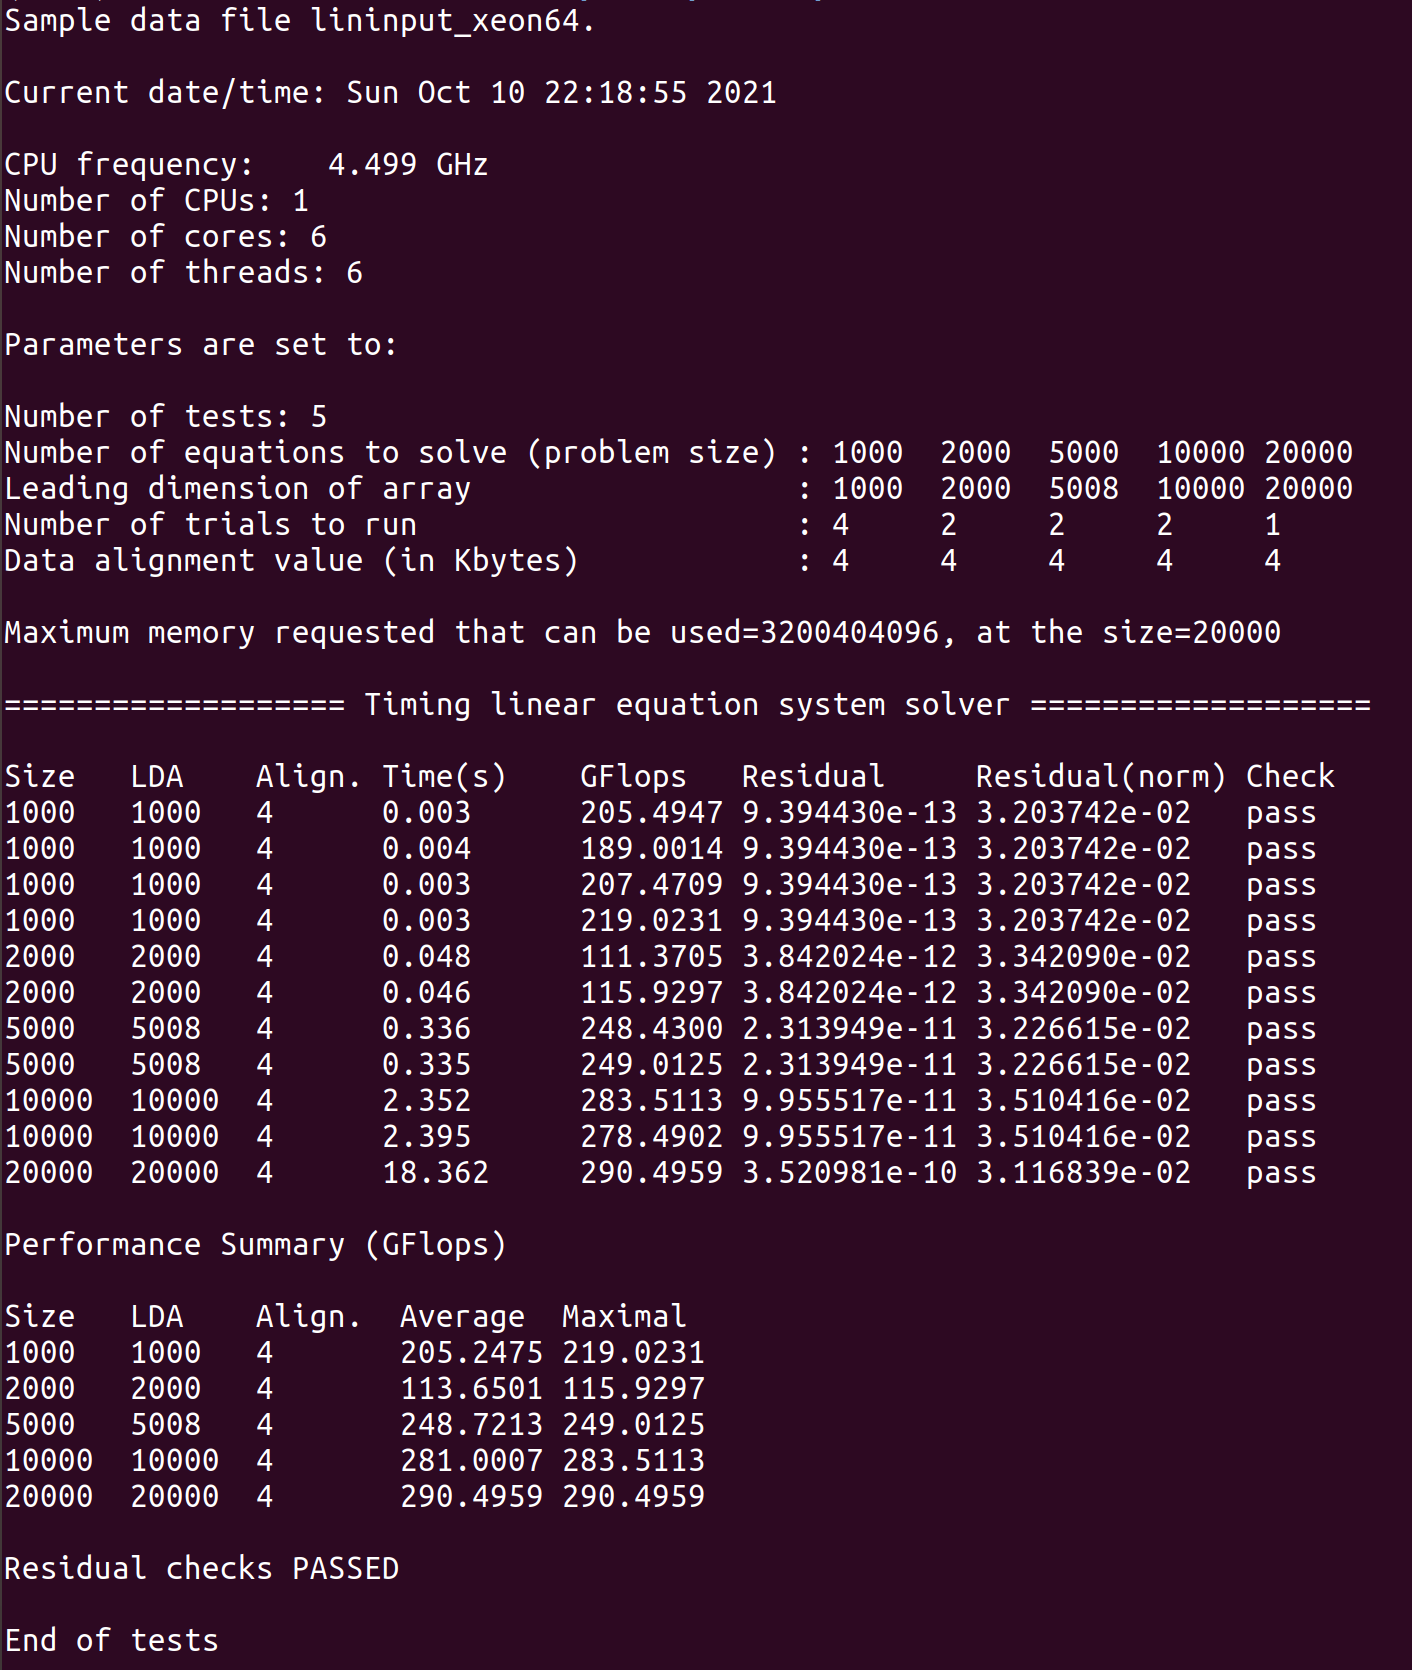 Sample data file lininput_xeon64.
Current date/time: Sun Oct 10 22:18:55 2021
CPU frequency:    4.499 GHz
Number of CPUs: 1
Number of cores: 6
Number of threads: 6
Parameters are set to:
Number of tests: 5
Number of equations to solve (problem size) : 1000  2000  5000  10000 20000
Leading dimension of array                  : 1000  2000  5008  10000 20000
Number of trials to run                     : 4     2     2     2     1
Data alignment value (in Kbytes)            : 4     4     4     4     4
Maximum memory requested that can be used=3200404096, at the size=20000
=================== Timing linear equation system solver ===================
Size   LDA    Align. Time(s)    GFlops   Residual     Residual(norm) Check
1000   1000   4      0.003      205.4947 9.394430e-13 3.203742e-02   pass
1000   1000   4      0.004      189.0014 9.394430e-13 3.203742e-02   pass
1000   1000   4      0.003      207.4709 9.394430e-13 3.203742e-02   pass
1000   1000   4      0.003      219.0231 9.394430e-13 3.203742e-02   pass
2000   2000   4      0.048      111.3705 3.842024e-12 3.342090e-02   pass
2000   2000   4      0.046      115.9297 3.842024e-12 3.342090e-02   pass
5000   5008   4      0.336      248.4300 2.313949e-11 3.226615e-02   pass
5000   5008   4      0.335      249.0125 2.313949e-11 3.226615e-02   pass
10000  10000  4      2.352      283.5113 9.955517e-11 3.510416e-02   pass
10000  10000  4      2.395      278.4902 9.955517e-11 3.510416e-02   pass
20000  20000  4      18.362     290.4959 3.520981e-10 3.116839e-02   pass
Performance Summary (GFlops)
Size   LDA    Align.  Average  Maximal
1000   1000   4       205.2475 219.0231
2000   2000   4       113.6501 115.9297
5000   5008   4       248.7213 249.0125
10000  10000  4       281.0007 283.5113
20000  20000  4       290.4959 290.4959
Residual checks PASSED
End of tests